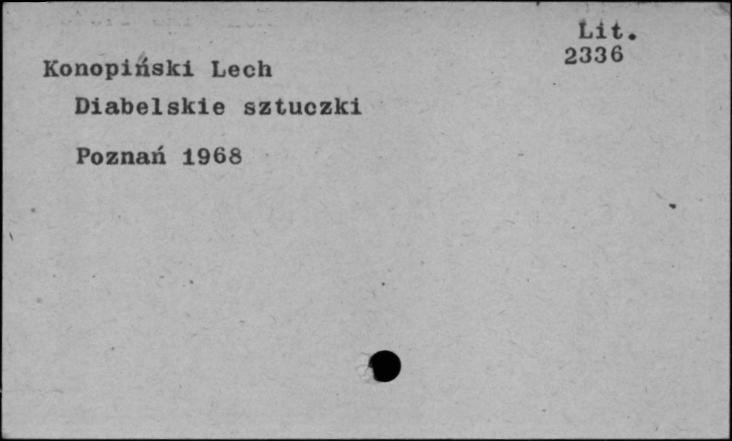 Lit.
2336
Konopiński Lech
Diabelskie sztuczki
Poznań 1968